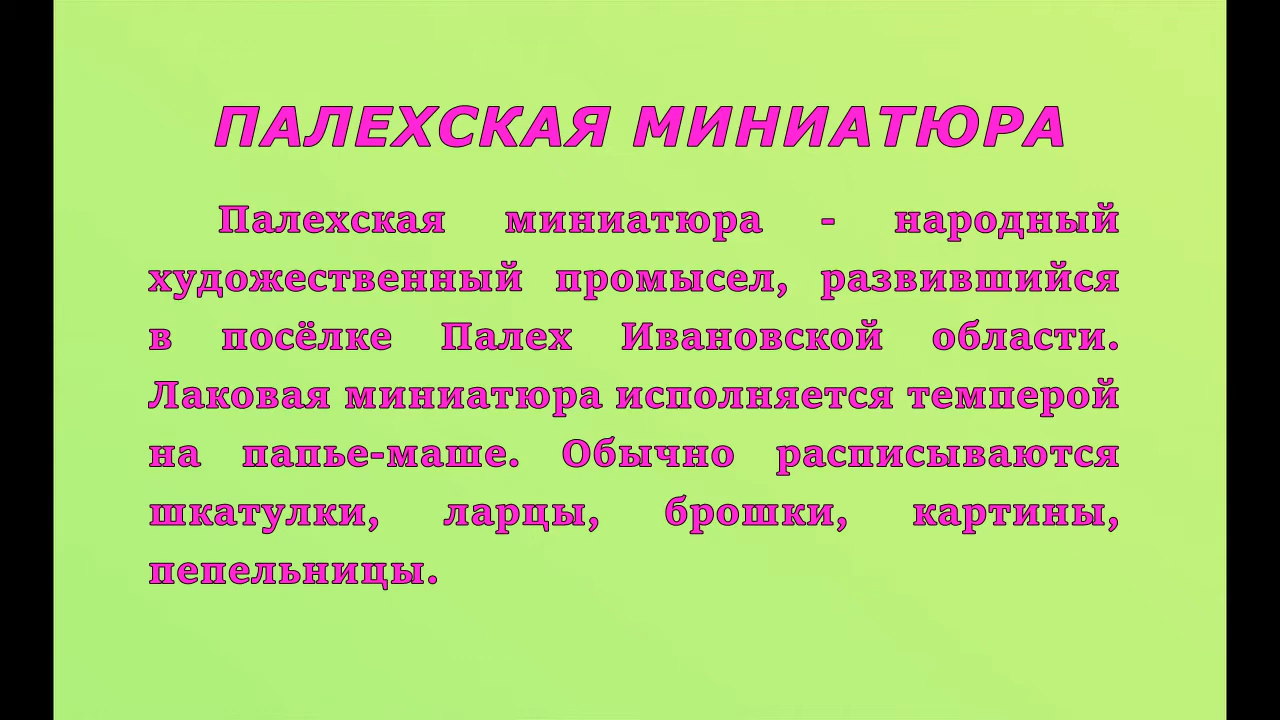 ПАЛЕХСКАЯ МИНИАТЮРА
Палехская миниатюра - народный
художественный промысел, развившийся
в посёлке Палех Ивановской области.
Лаковая миниатюра исполняется темперой
на папье-маше. Обычно расписываются
шкатулки, ларцы, брошки, картины,
пепельницы.